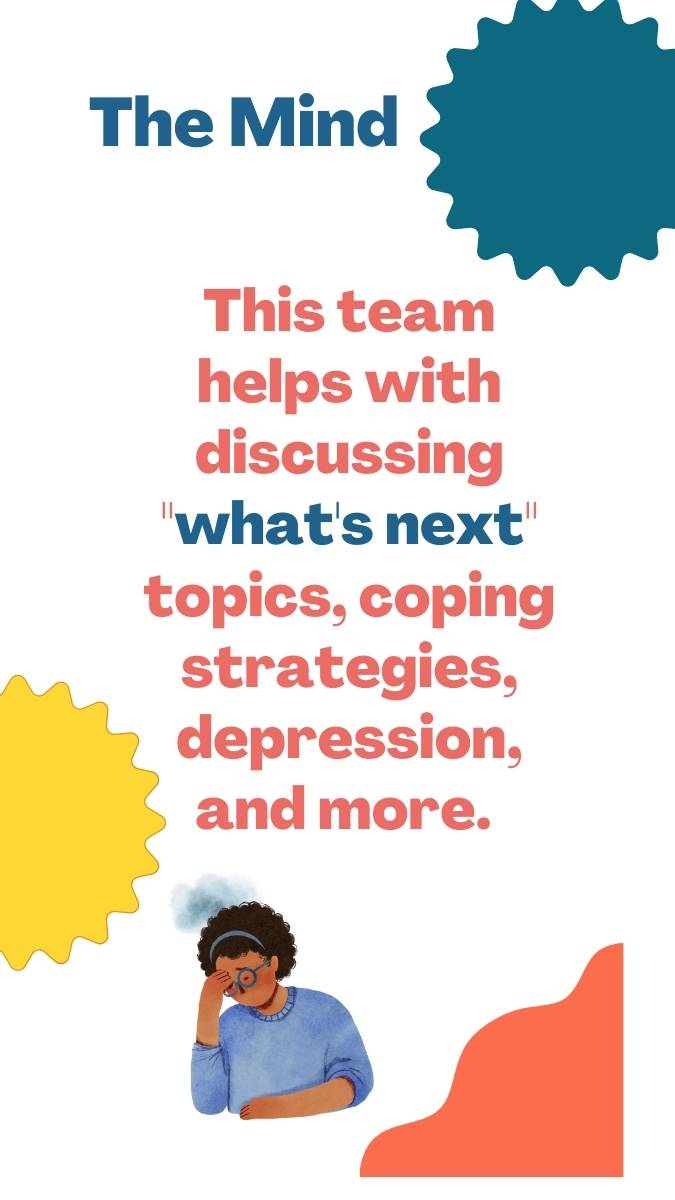 The Mind
This team
helps with
discussing
"what's next"
topics, coping
strategies,
depression,
and more.